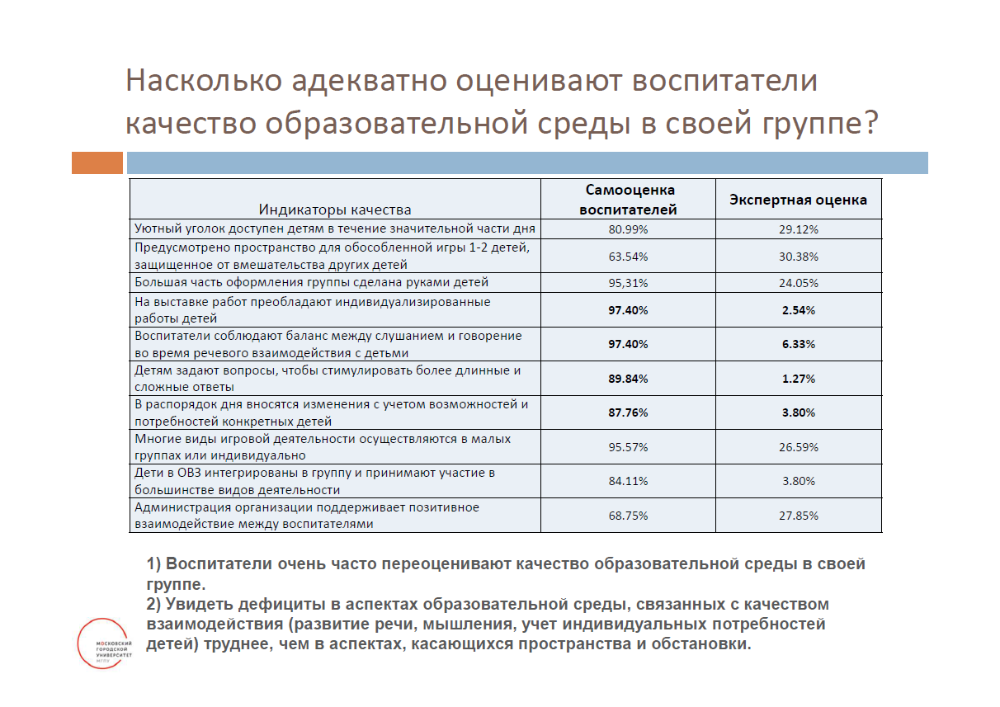 Насколько адекватно оценивают воспитатели
качество образовательной среды в своей группе?
Индикаторы качества
Самооценка
воспитателей
Экспертная оценка
Уютный уголок доступен детям в течение значительной части дня
80.99%
29.12%
Предусмотрено пространство для обособленной игры 1-2 детей,
защищенное от вмешательства других детей
63.54%
30.38%
Большая часть оформления группы сделана руками детей
95,31%
24.05%
На выставке работ преобладают индивидуализированные
работы детей
97.40%
2.54%
Воспитатели соблюдают баланс между слушанием и говорение
во время речевого взаимодействия с детьми
97.40%
6.33%
Детям задают вопросы, чтобы стимулировать более длинные и
сложные ответы
89.84%
1.27%
В распорядок дня вносятся изменения с учетом возможностей и
потребностей конкретных детей
87.76%
3.80%
Многие виды игровой деятельности осуществляются в малых
группах или индивидуально
95.57%
26.59%
Дети в ОВЗ интегрированы в группу и принимают участие в
большинстве видов деятельности
84.11%
3.80%
Администрация организации поддерживает позитивное
взаимодействие между воспитателями
68.75%
27.85%
1) Воспитатели очень часто переоценивают качество образовательной среды в своей
группе.
2) Увидеть дефициты в аспектах образовательной среды, связанных с качеством
взаимодействия (развитие речи, мышления, учет индивидуальных потребностей
детей) труднее, чем в аспектах, касающихся пространства и обстановки.
МОСКОВСКИЙ
ГОРОДСКОЙ
УНИВЕРСИТЕТ
МГПУ